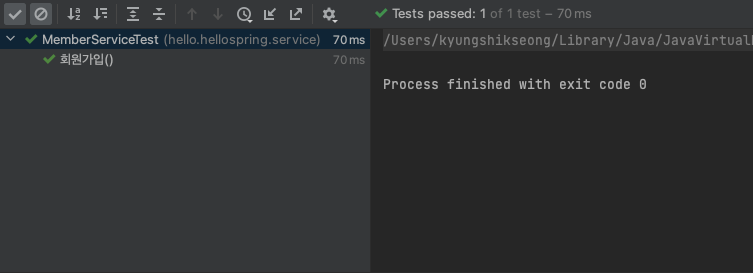 Tests passed: 1 of 1 test – 70 ms
MemberServiceTest (hello.hellospring.service) 70 ms
회원가입() 70 ms
/Users/kyungshikseong/Library/Java/JavaVirtual
Process finished with exit code 0